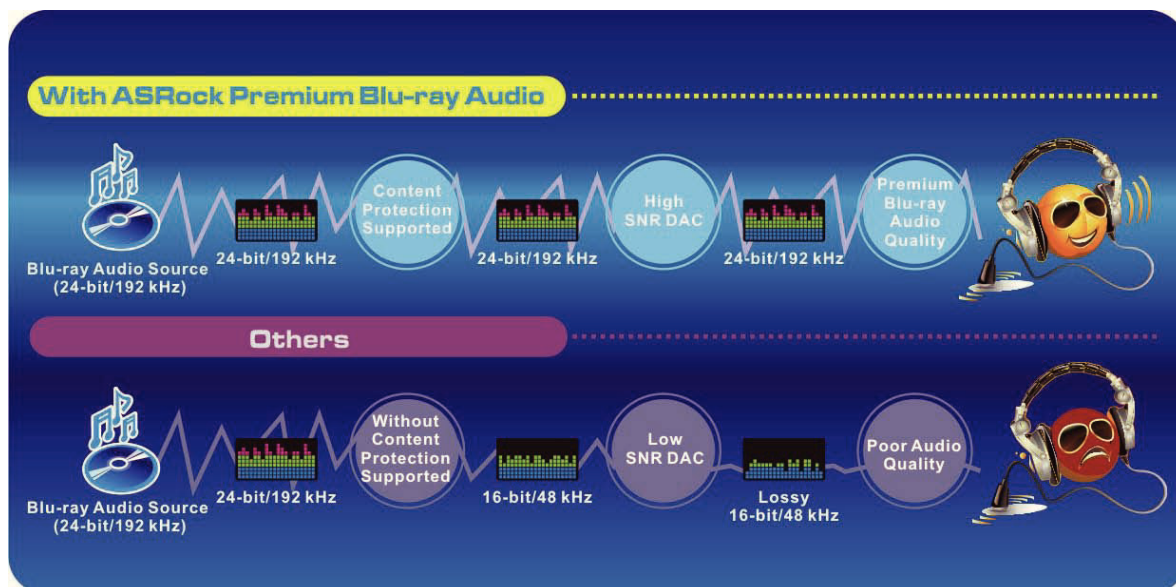 With ASRock Premium Blu-ray Audio
Blu-ray Audio Source
(24-bit/192 kHz)
24-bit/192 kHz
Content
Protection
Supported
24-bit/192 kHz
High
SNR DAC
24-bit/192 kHz
Premium
Blu-ray
Audio
Quality
Others
Blu-ray Audio Source
(24-bit/192 kHz)
24-bit/192 kHz
Without
Content
Protection
Supported
16-bit/48 kHz
Low
SNR DAC
Lossy
16-bit/48 kHz
Poor Audio
Quality